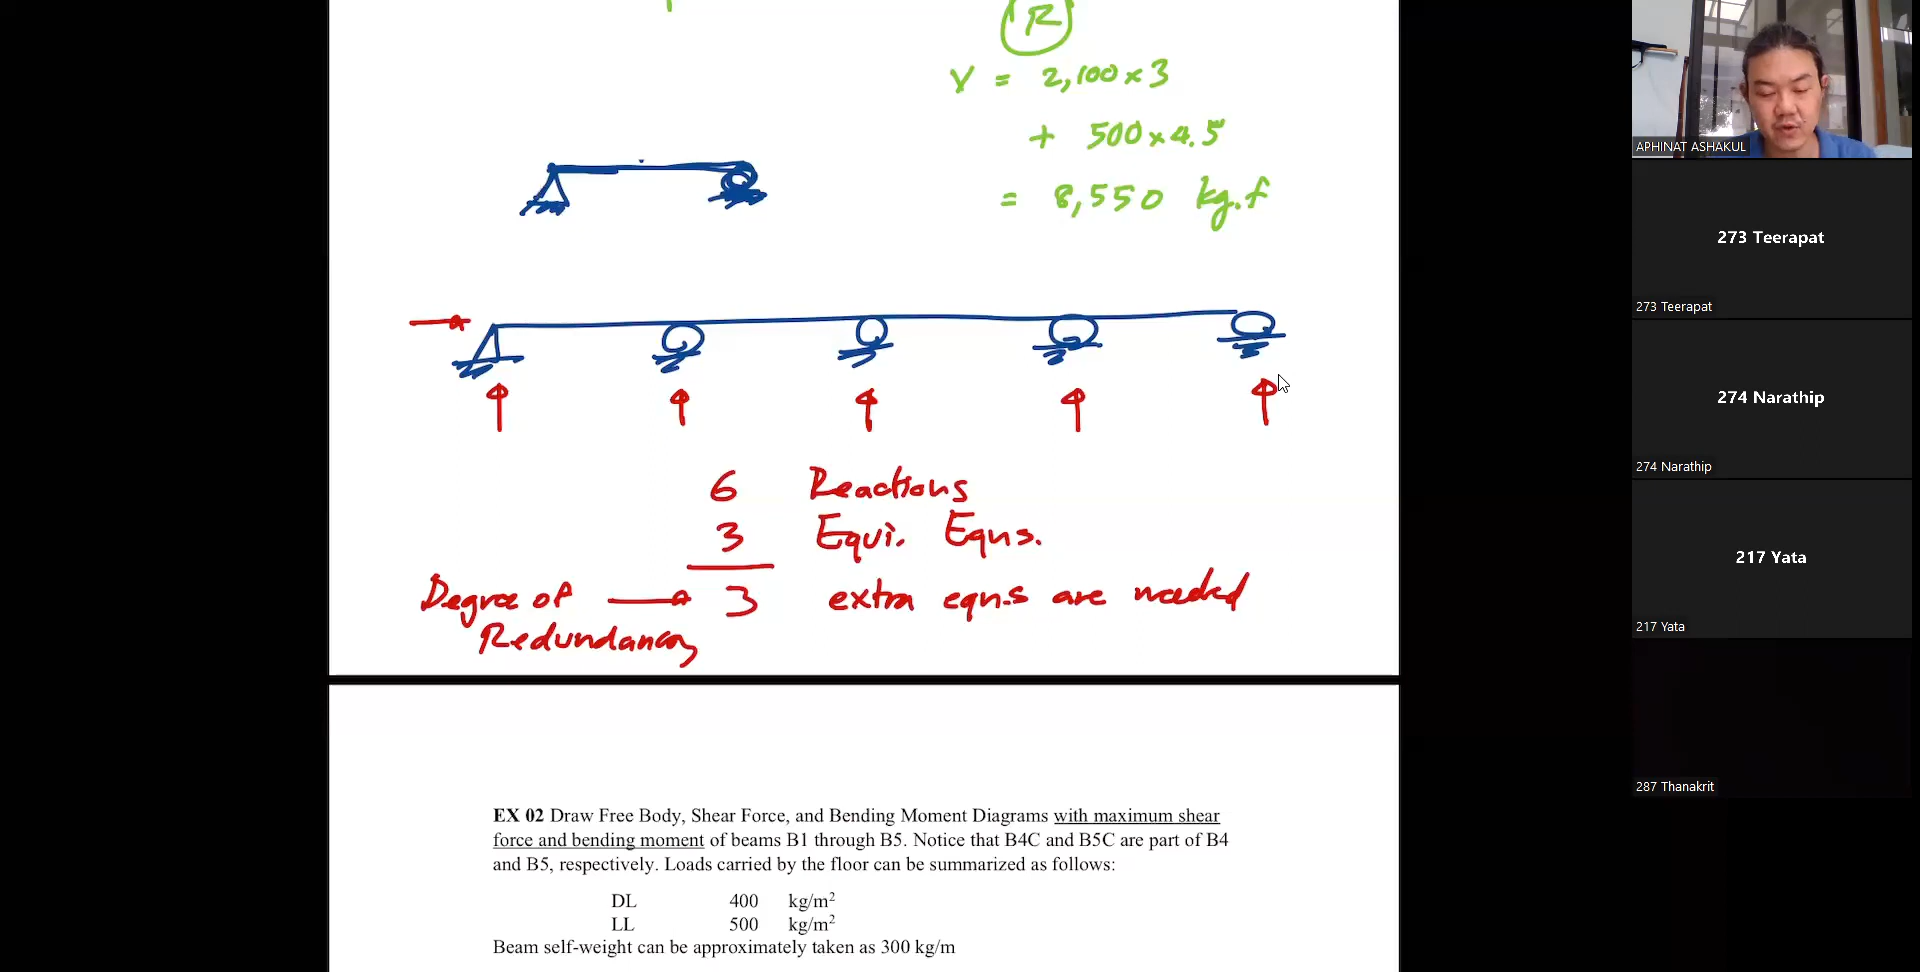 R
V = 2,100 x 3
+ 500 x 4.5
= 8,550 kg.f
6 Reactions
3 Equi. Eqns.
Degree of → 3 extra eqn.s are needed
Redundancy
EX 02 Draw Free Body, Shear Force, and Bending Moment Diagrams with maximum shear
force and bending moment of beams B1 through B5. Notice that B4C and B5C are part of B4
and B5, respectively. Loads carried by the floor can be summarized as follows:
DL 400 kg/m²
LL 500 kg/m²
Beam self-weight can be approximately taken as 300 kg/m
APHINAT ASHAKUL
273 Teerapat
273 Teerapat
274 Narathip
274 Narathip
217 Yata
217 Yata
287 Thanakrit